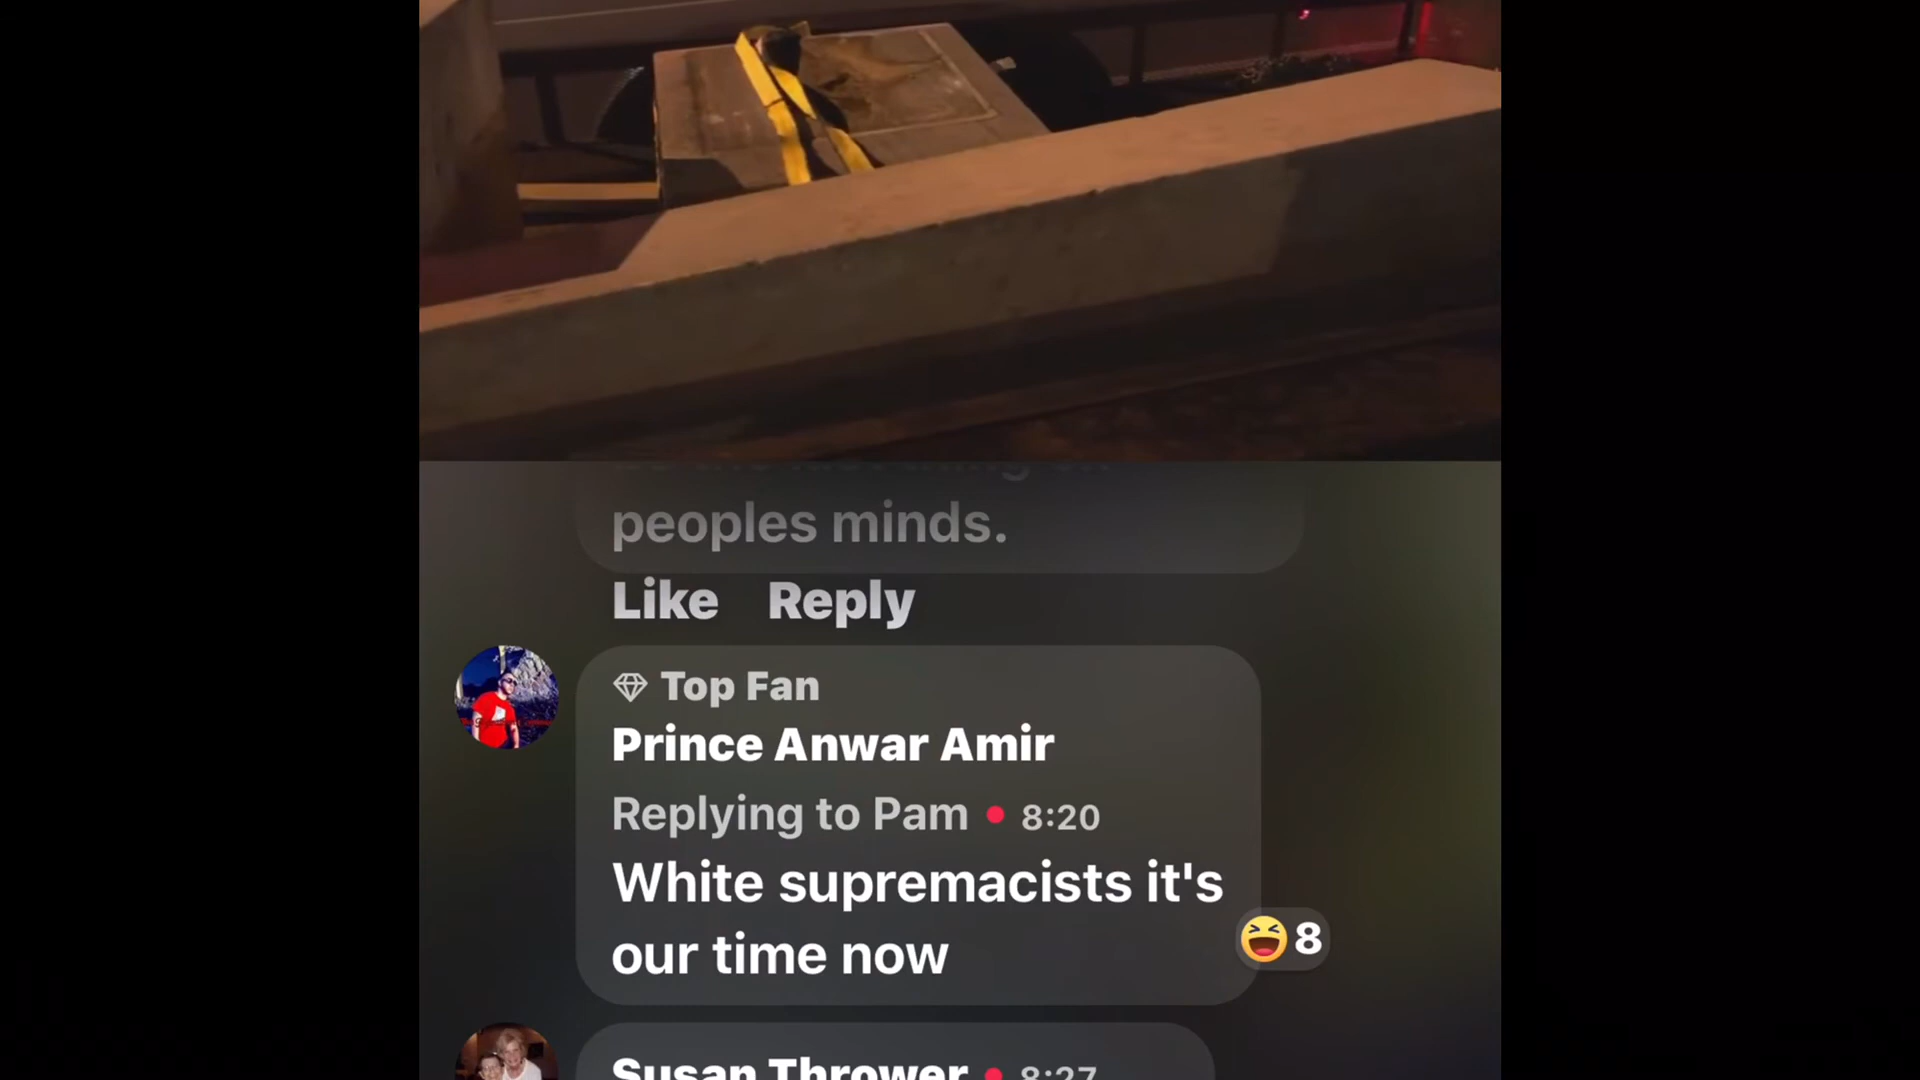 peoples minds.
Like Reply
Top Fan
Prince Anwar Amir
Replying to Pam • 8:20
White supremacists it's
our time now
8
Susan Thrower • 8:27